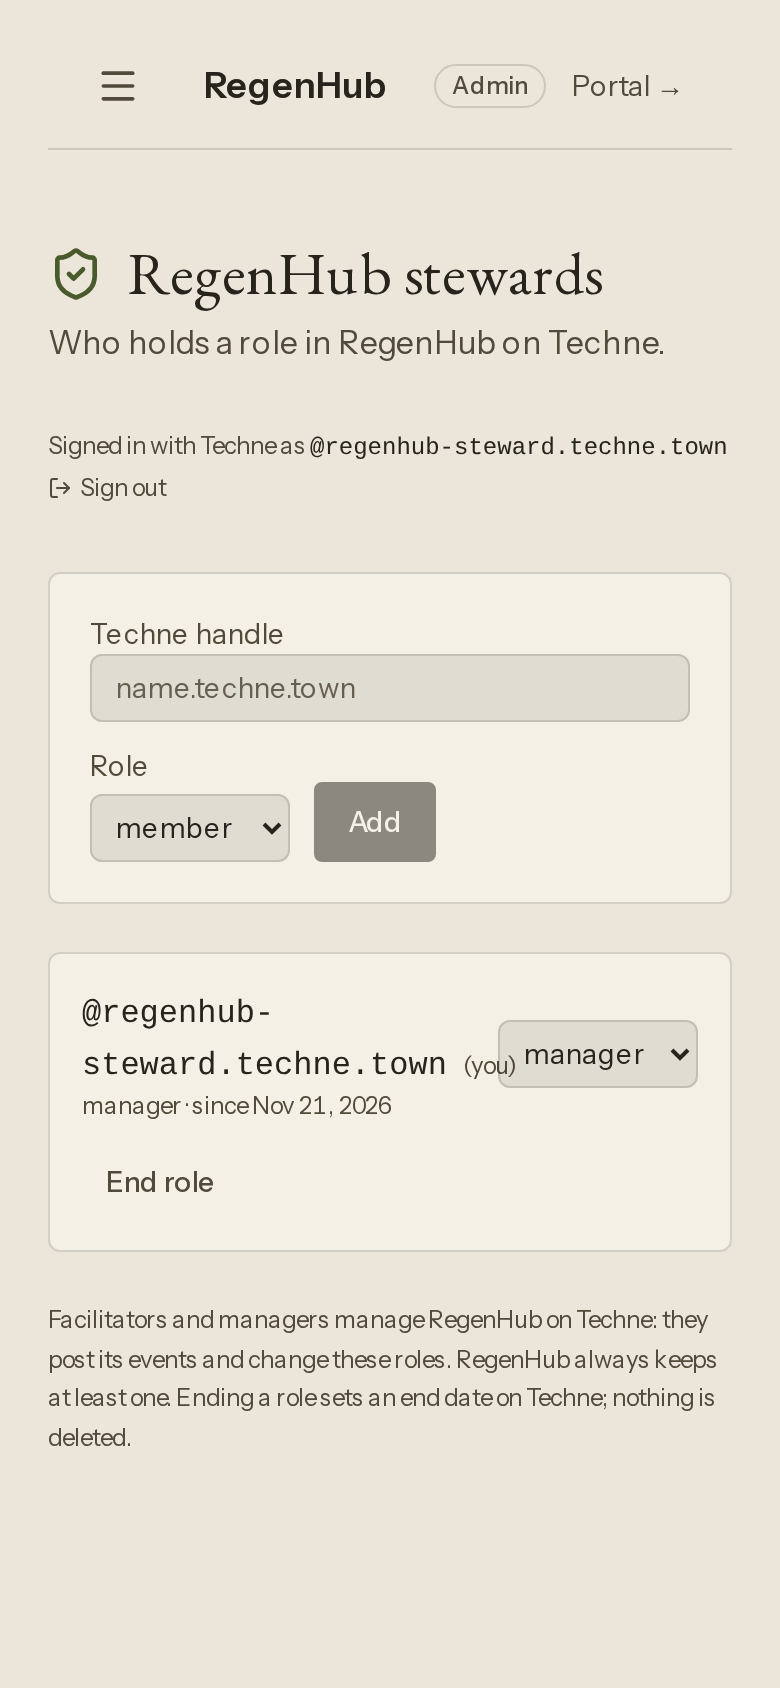 RegenHub Admin Portal →
RegenHub stewards
Who holds a role in RegenHub on Techne.
Signed in with Techne as @regenhub-steward.techne.town
Sign out
Techne handle
name.techne.town
Role
member Add
@regenhub-
steward.techne.town (you) manager
manager · since Nov 21, 2026
End role
Facilitators and managers manage RegenHub on Techne: they
post its events and change these roles. RegenHub always keeps
at least one. Ending a role sets an end date on Techne; nothing is
deleted.